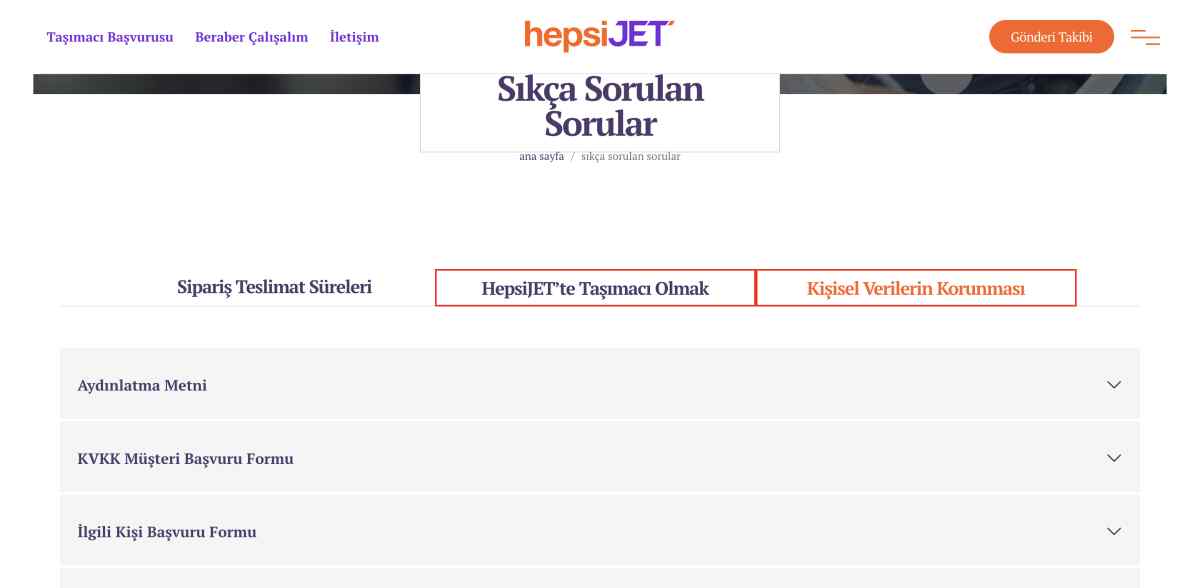 Taşımacı Başvurusu Beraber Çalışalım İletişim hepsiJET Gönderi Takibi
Sıkça Sorulan
Sorular
ana sayfa / sıkça sorulan sorular
Sipariş Teslimat Süreleri HepsiJET’te Taşımacı Olmak Kişisel Verilerin Korunması
Aydınlatma Metni
KVKK Müşteri Başvuru Formu
İlgili Kişi Başvuru Formu